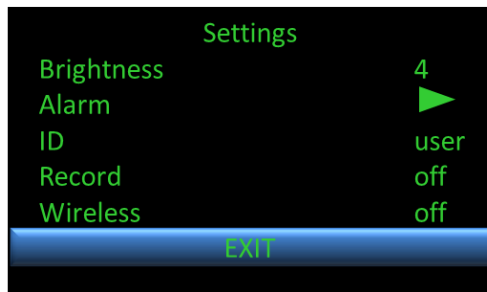 Settings
Brightness 4
Alarm
ID user
Record off
Wireless off
EXIT